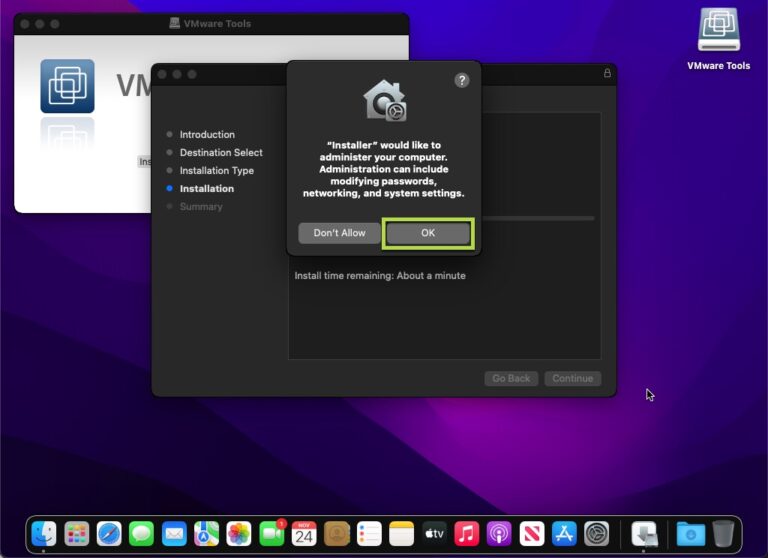 VMware Tools
VMware Tools
VM
Ins
Introduction
Destination Select
Installation Type
Installation
Summary
?
“Installer” would like to
administer your computer.
Administration can include
modifying passwords,
networking, and system settings.
Don’t Allow
OK
Install time remaining: About a minute
Go Back
Continue
1
NOV
24
tv